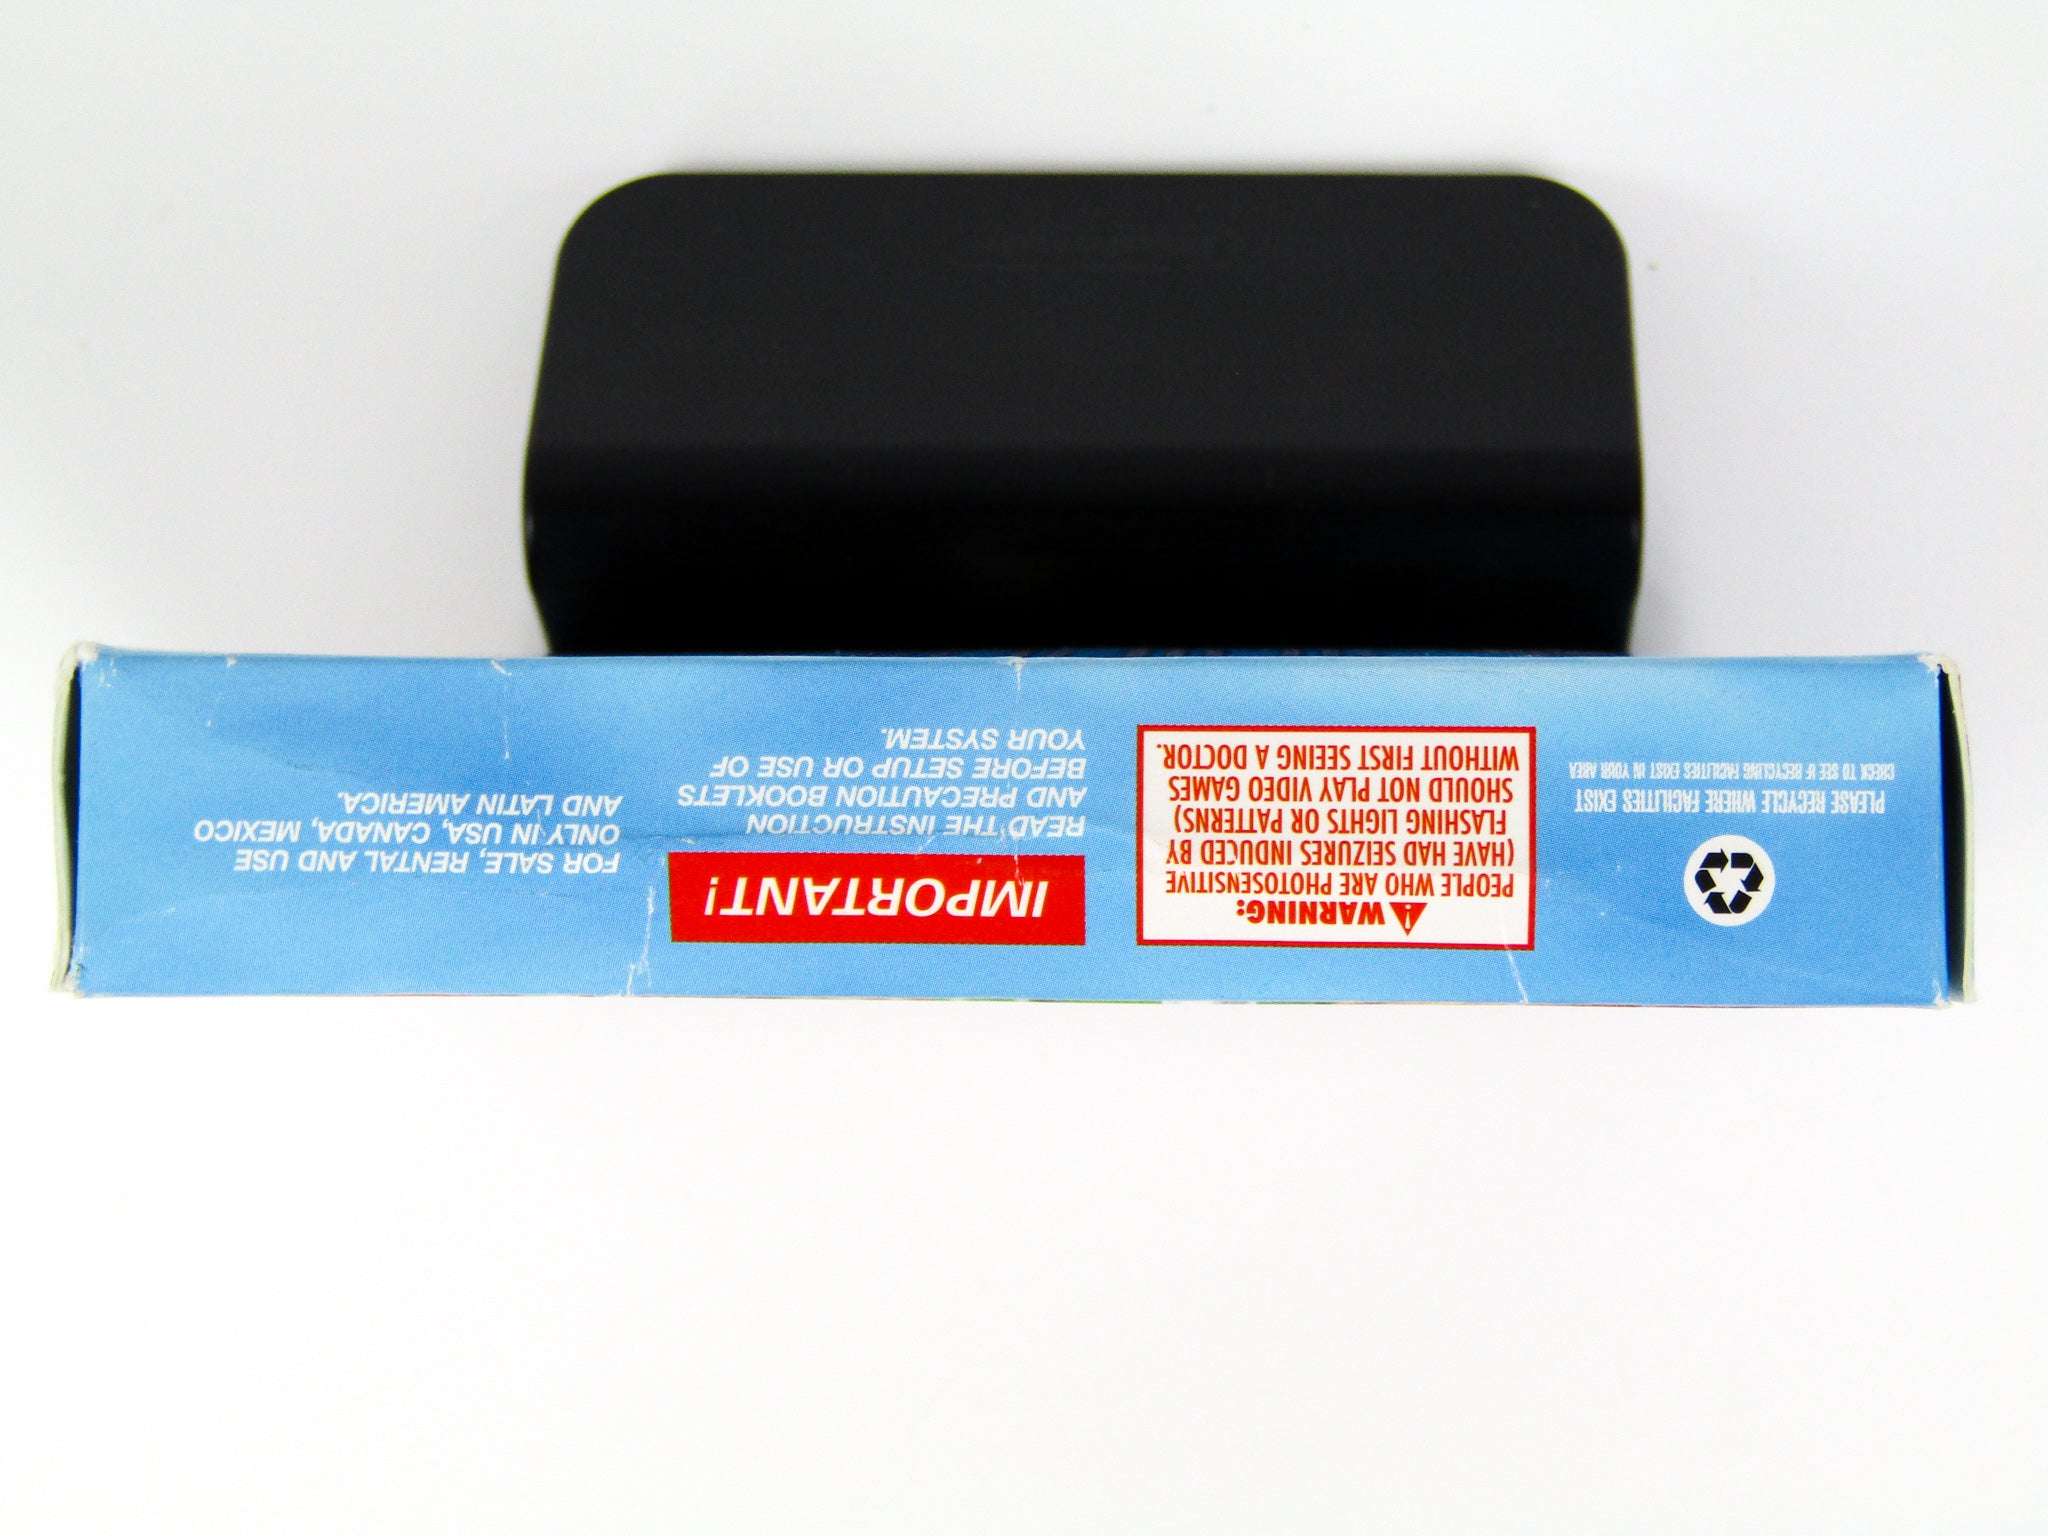 PLEASE RECYCLE WHERE FACILITIES EXIST
CHECK TO SEE IF RECYCLING FACILITIES EXIST IN YOUR AREA
WARNING:
PEOPLE WHO ARE PHOTOSENSITIVE
(HAVE HAD SEIZURES INDUCED BY
FLASHING LIGHTS OR PATTERNS)
SHOULD NOT PLAY VIDEO GAMES
WITHOUT FIRST SEEING A DOCTOR.
IMPORTANT!
READ THE INSTRUCTION
AND PRECAUTION BOOKLETS
BEFORE SETUP OR USE OF
YOUR SYSTEM.
FOR SALE, RENTAL AND USE
ONLY IN USA, CANADA, MEXICO
AND LATIN AMERICA.